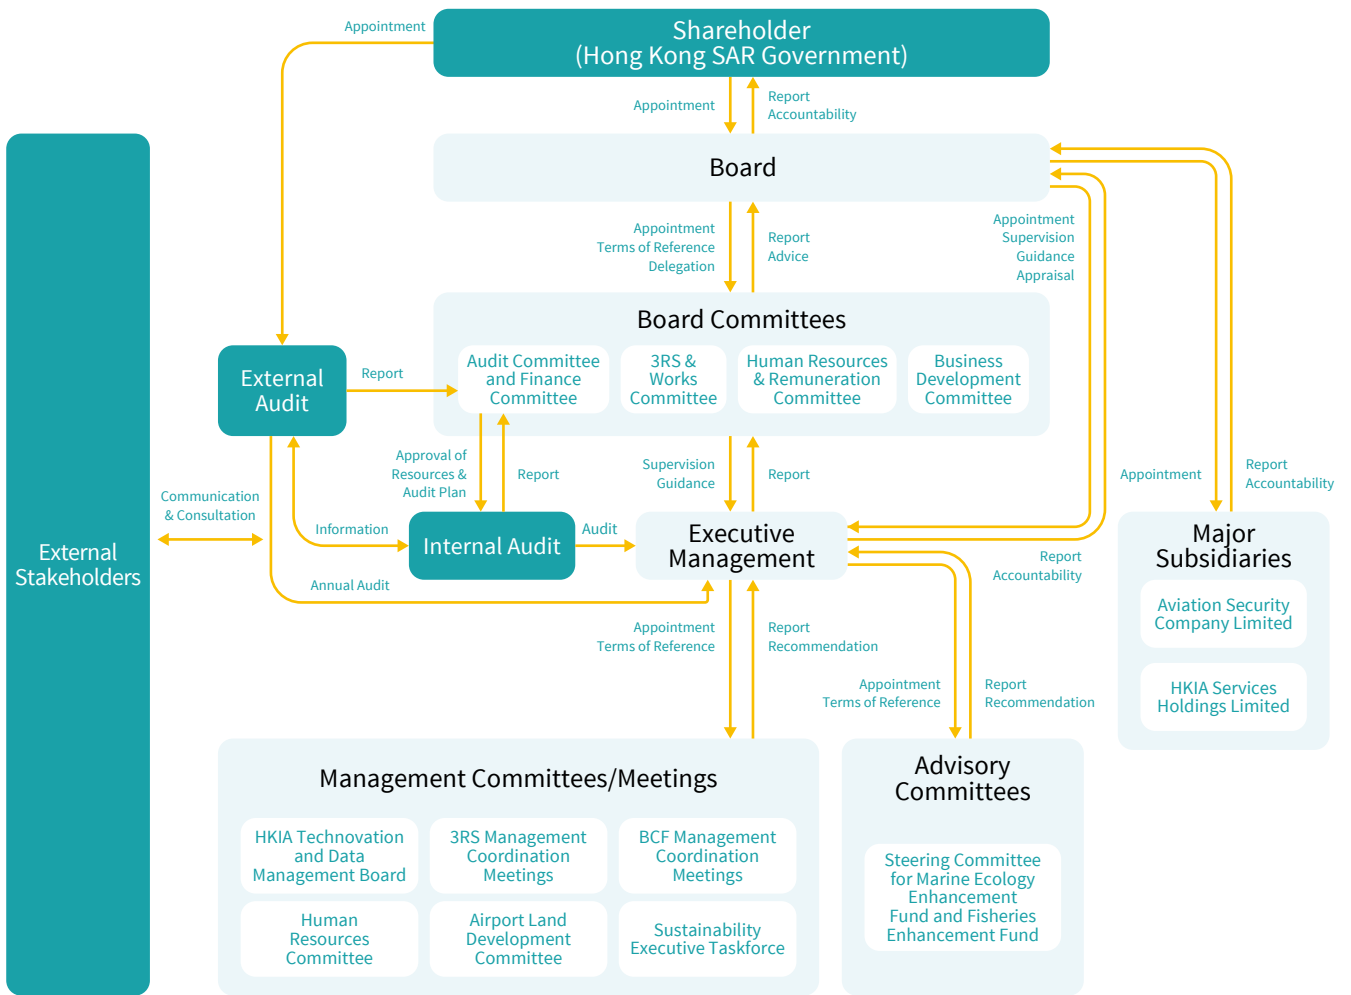 Appointment
Shareholder
(Hong Kong SAR Government)
Appointment
Report
Accountability
Board
Appointment
Terms of Reference
Delegation
Report
Advice
Appointment
Supervision
Guidance
Appraisal
Board Committees
Audit Committee
and Finance
Committee
3RS &
Works
Committee
Human Resources
& Remuneration
Committee
Business
Development
Committee
External
Audit
Report
Approval of
Resources &
Audit Plan
Report
Supervision
Guidance
Report
Appointment
Report
Accountability
Communication
& Consultation
External
Stakeholders
Information
Internal Audit
Audit
Executive
Management
Annual Audit
Report
Accountability
Major
Subsidiaries
Aviation Security
Company Limited
HKIA Services
Holdings Limited
Appointment
Terms of Reference
Report
Recommendation
Appointment
Terms of Reference
Report
Recommendation
Management Committees/Meetings
HKIA Technovation
and Data
Management Board
3RS Management
Coordination
Meetings
BCF Management
Coordination
Meetings
Human
Resources
Committee
Airport Land
Development
Committee
Sustainability
Executive Taskforce
Advisory
Committees
Steering Committee
for Marine Ecology
Enhancement
Fund and Fisheries
Enhancement Fund